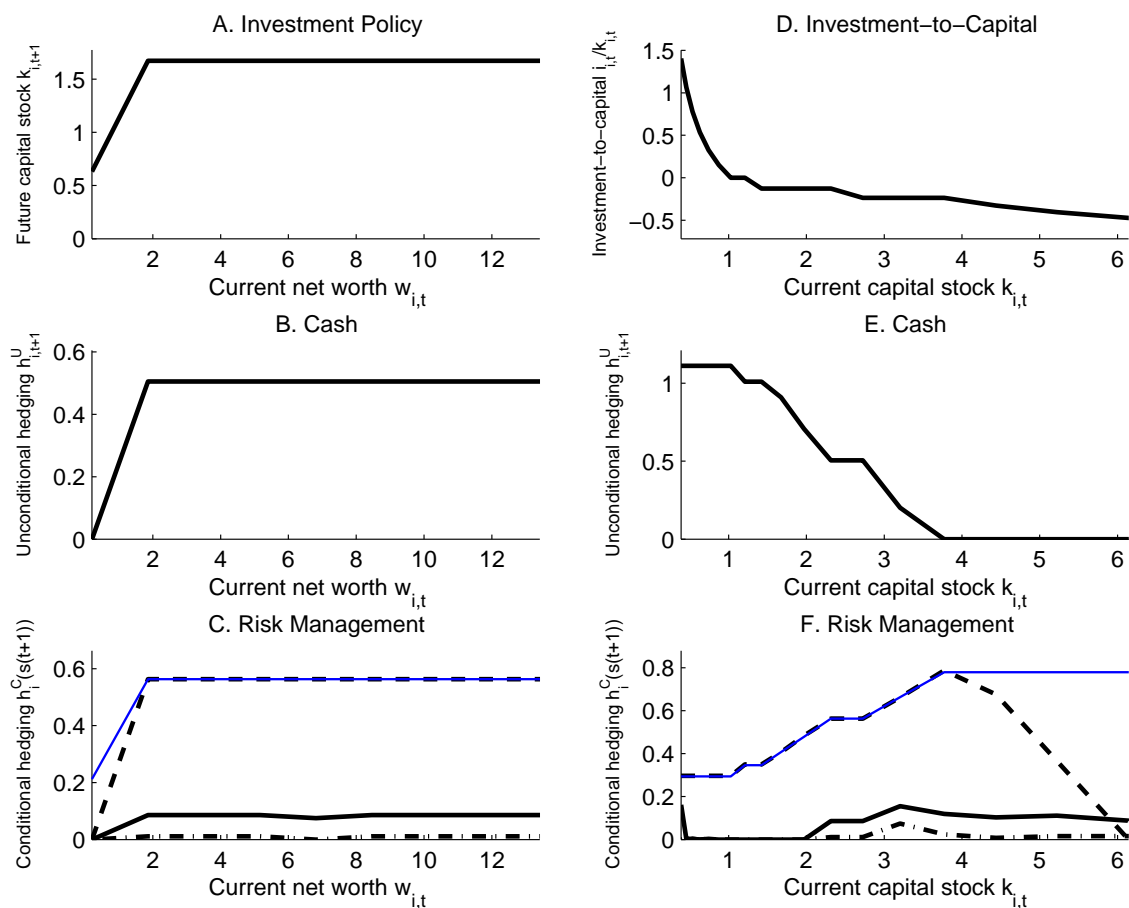 A. Investment Policy
Future capital stock k_{i,t+1}
1.5
1
0.5
0
2 4 6 8 10 12
Current net worth w_{i,t}
D. Investment−to−Capital
Investment−to−capital i_{i,t}/k_{i,t}
1.5
1
0.5
0
−0.5
1 2 3 4 5 6
Current capital stock k_{i,t}
B. Cash
Unconditional hedging h^U_{i,t+1}
0.6
0.4
0.2
0
2 4 6 8 10 12
Current net worth w_{i,t}
E. Cash
Unconditional hedging h^U_{i,t+1}
1
0.5
0
1 2 3 4 5 6
Current capital stock k_{i,t}
C. Risk Management
Conditional hedging h_i^C(s(t+1))
0.6
0.4
0.2
0
2 4 6 8 10 12
Current net worth w_{i,t}
F. Risk Management
Conditional hedging h_i^C(s(t+1))
0.8
0.6
0.4
0.2
0
1 2 3 4 5 6
Current capital stock k_{i,t}